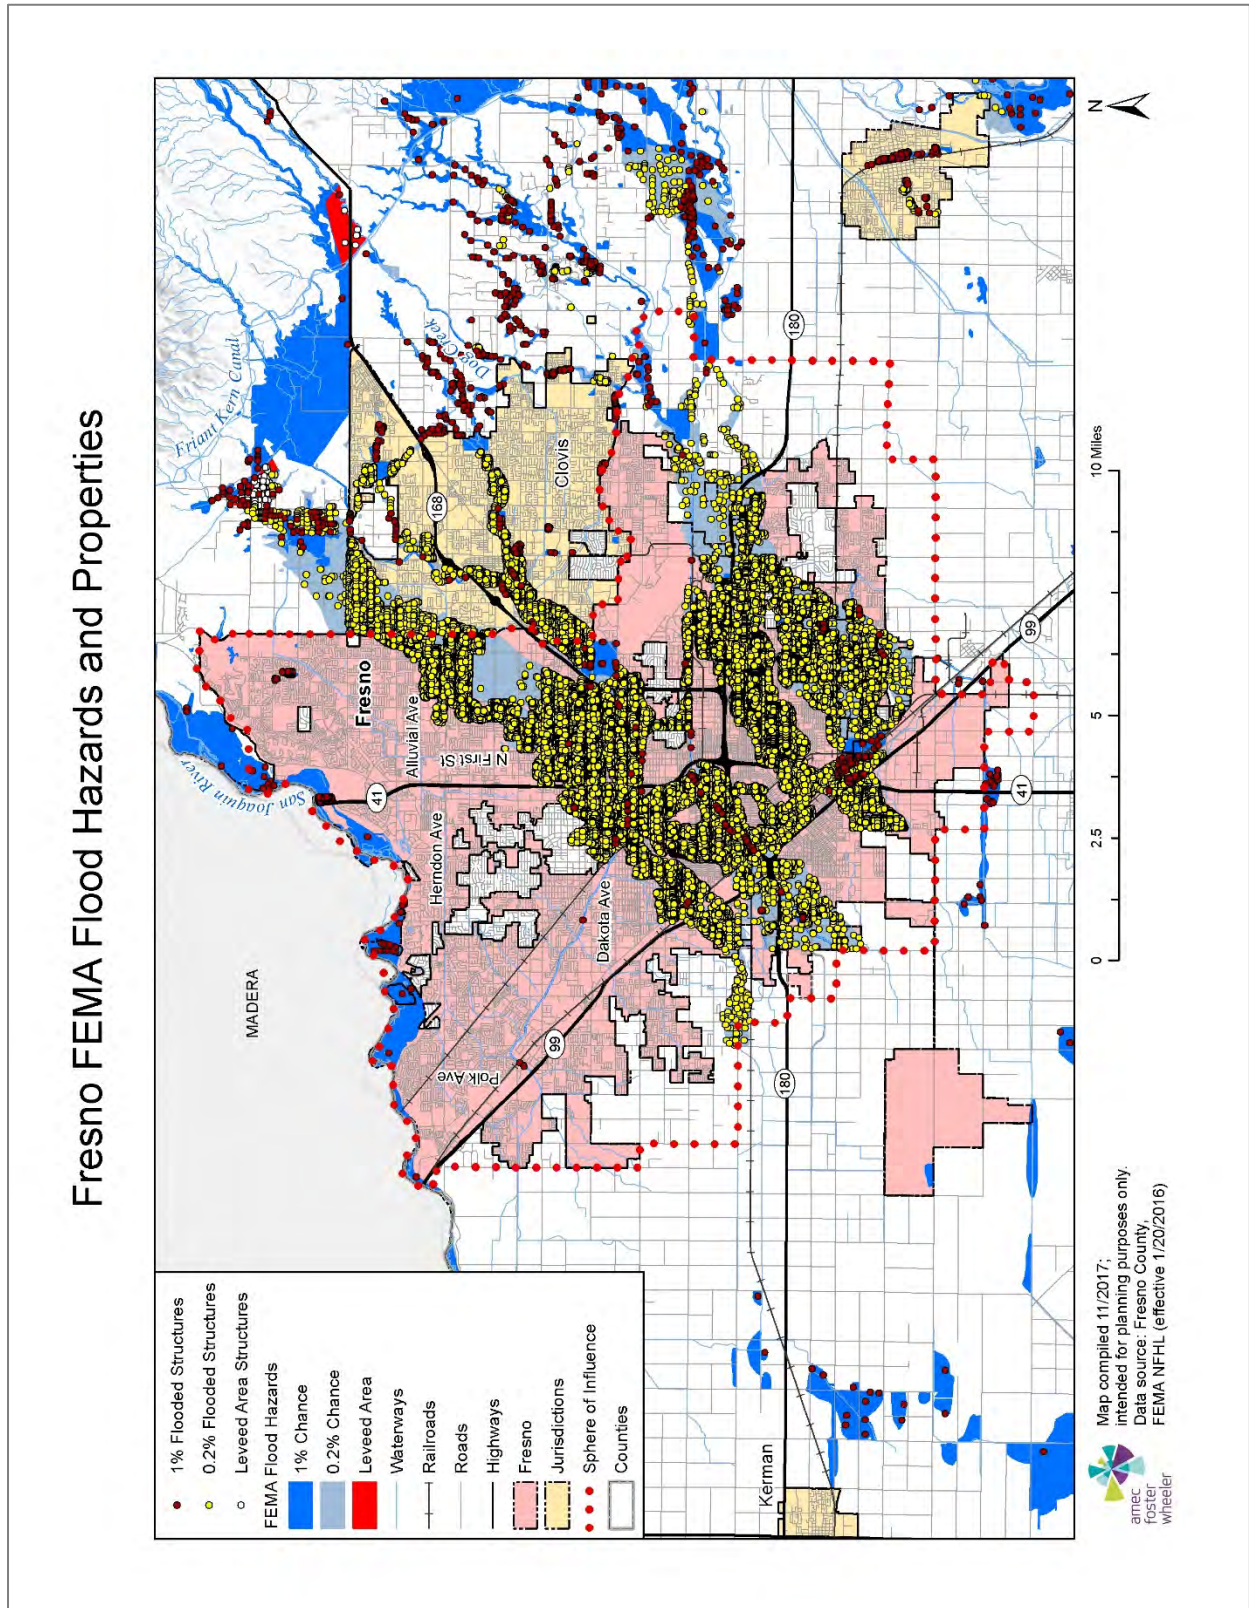 Fresno FEMA Flood Hazards and Properties
1% Flooded Structures
0.2% Flooded Structures
Leveed Area Structures
FEMA Flood Hazards
1% Chance
0.2% Chance
Leveed Area
Waterways
Railroads
Roads
Highways
Fresno
Jurisdictions
Sphere of Influence
Counties
MADERA
San Joaquin River
Friant Kern Canal
Dog Creek
Fresno
Alluvial Ave
N First St
Herndon Ave
Polk Ave
Dakota Ave
Clovis
Kerman
41
168
99
180
180
99
41
0
2.5
5
10 Miles
N
amec
foster
wheeler
Map compiled 11/2017;
intended for planning purposes only.
Data source: Fresno County,
FEMA NFHL (effective 1/20/2016)